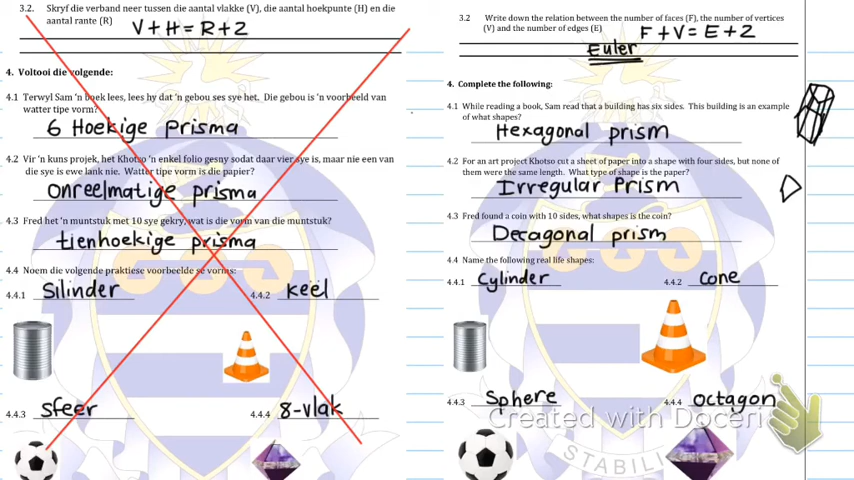 3.2. Skryf die verband neer tussen die aantal vlakke (V), die aantal hoekpunte (H) en die
aantal rante (R)
V + H = R + 2
4. Voltooi die volgende:
4.1 Terwyl Sam 'n boek lees, lees hy dat 'n gebou ses sye het. Die gebou is 'n voorbeeld van
watter tipe vorm?
6 Hoekige Prisma
4.2 Vir 'n kuns projek, het Khotso 'n enkel folio gesny sodat daar vier sye is, maar nie een van
die sye is ewe lank nie. Watter tipe vorm is die papier?
Onreelmatige prisma
4.3 Fred het 'n muntstuk met 10 sye gekry, wat is die vorm van die muntstuk?
tienhoekige prisma
4.4 Noem die volgende praktiese voorbeelde se vorms:
4.4.1 Silinder 4.4.2 keël
4.4.3 sfeer 4.4.4 8-vlak
3.2 Write down the relation between the number of faces (F), the number of vertices
(V) and the number of edges (E) F + V = E + 2
Euler
4. Complete the following:
4.1 While reading a book, Sam read that a building has six sides. This building is an example
of what shapes?
Hexagonal prism
4.2 For an art project Khotso cut a sheet of paper into a shape with four sides, but none of
them were the same length. What type of shape is the paper?
Irregular Prism
4.3 Fred found a coin with 10 sides, what shapes is the coin?
Decagonal prism
4.4 Name the following real life shapes:
4.4.1 Cylinder 4.4.2 cone
4.4.3 Sphere 4.4.4 octagon
Created with Doceri
STABILI